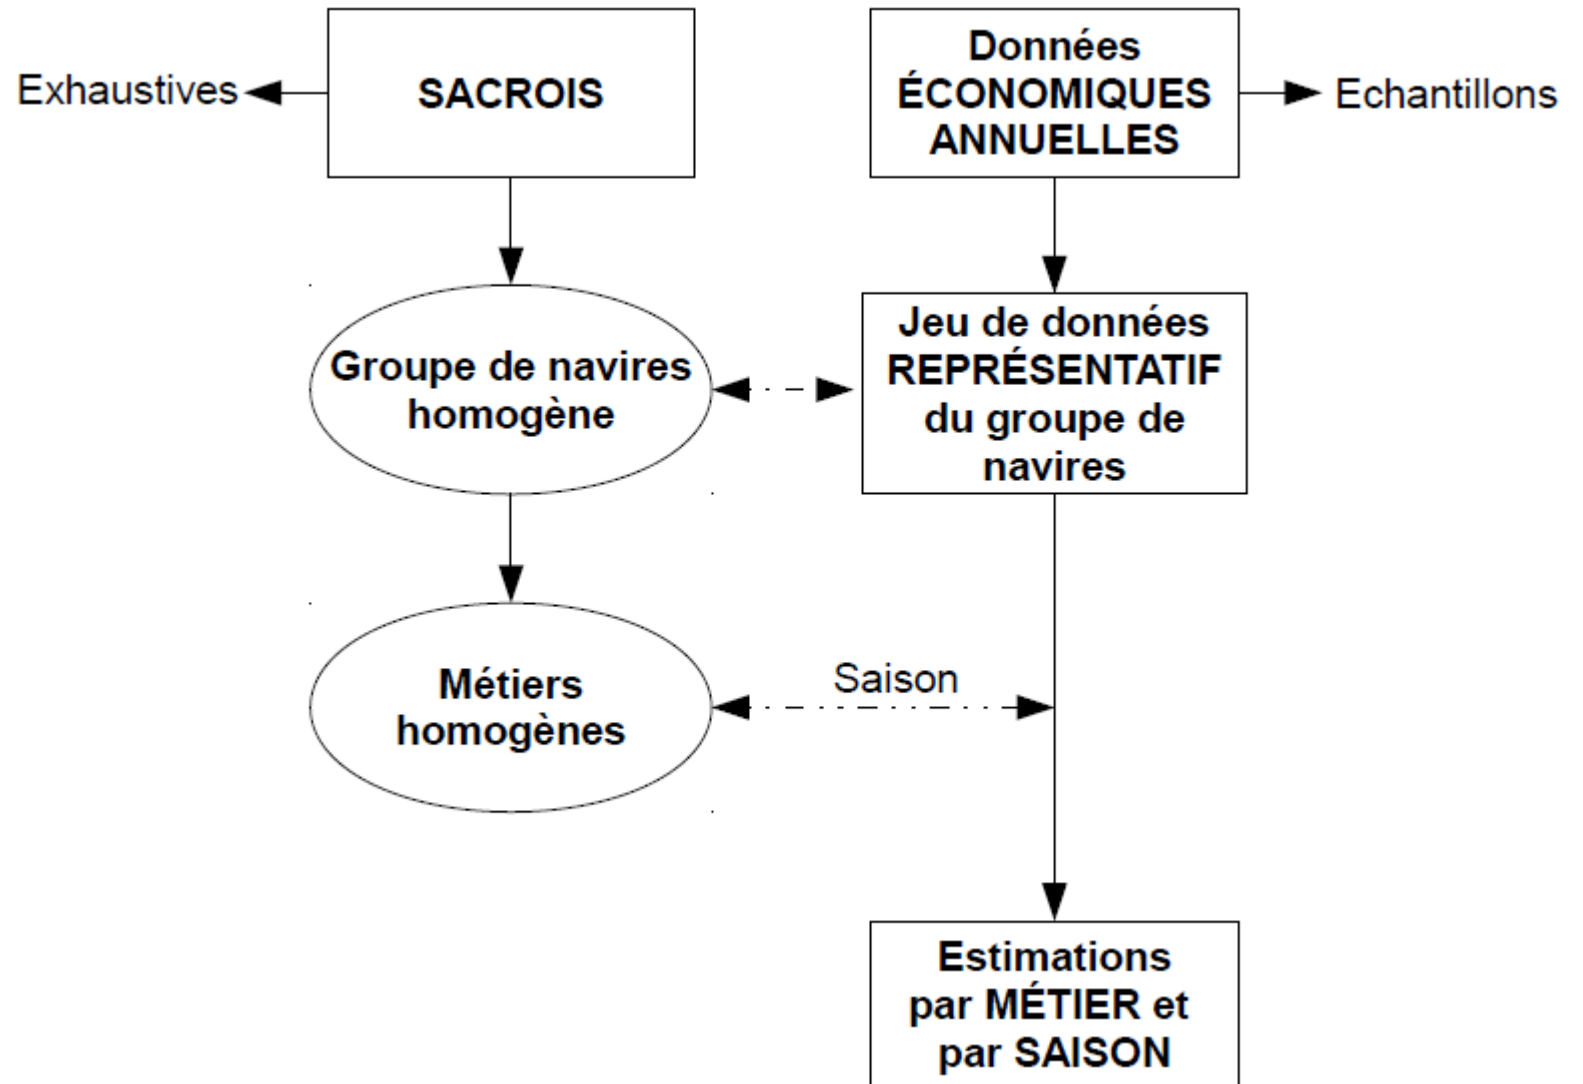 Exhaustives
SACROIS
Données
ÉCONOMIQUES
ANNUELLES
Echantillons
Groupe de navires
homogène
Jeu de données
REPRÉSENTATIF
du groupe de
navires
Métiers
homogènes
Saison
Estimations
par MÉTIER et
par SAISON